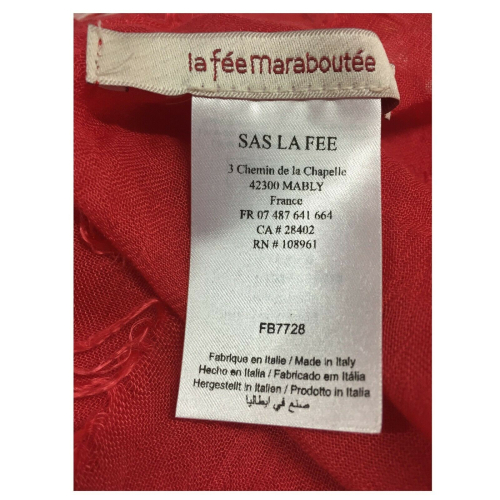 la fée maraboutée
SAS LA FEE
3 Chemin de la Chapelle
42300 MABLY
France
FR 07 487 641 664
CA # 28402
RN # 108961
FB7728
Fabrique en Italie / Made in Italy
Hecho en Italia / Fabricado em Itália
Hergestellt in Italien / Prodotto in Italia
صنع في ايطاليا